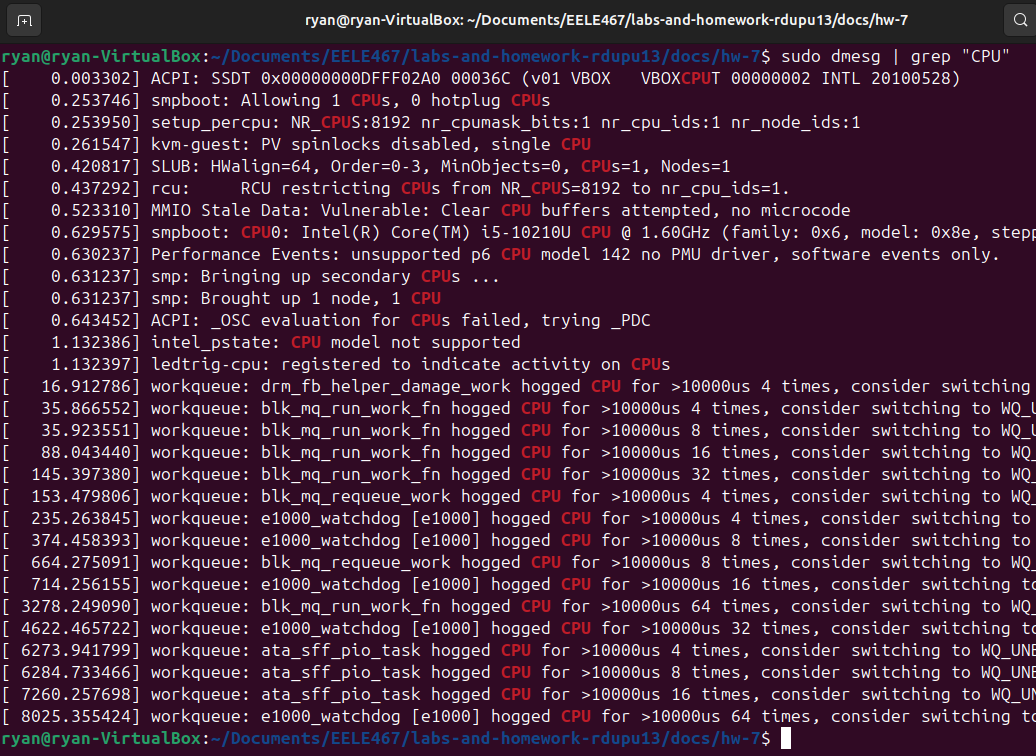 ryan@ryan-VirtualBox: ~/Documents/EELE467/labs-and-homework-rdupu13/docs/hw-7
ryan@ryan-VirtualBox:~/Documents/EELE467/labs-and-homework-rdupu13/docs/hw-7$ sudo dmesg | grep "CPU"
[    0.003302] ACPI: SSDT 0x00000000DFFF02A0 00036C (v01 VBOX   VBOXCPUT 00000002 INTL 20100528)
[    0.253746] smpboot: Allowing 1 CPUs, 0 hotplug CPUs
[    0.253950] setup_percpu: NR_CPUS:8192 nr_cpumask_bits:1 nr_cpu_ids:1 nr_node_ids:1
[    0.261547] kvm-guest: PV spinlocks disabled, single CPU
[    0.420817] SLUB: HWalign=64, Order=0-3, MinObjects=0, CPUs=1, Nodes=1
[    0.437292] rcu:     RCU restricting CPUs from NR_CPUS=8192 to nr_cpu_ids=1.
[    0.523310] MMIO Stale Data: Vulnerable: Clear CPU buffers attempted, no microcode
[    0.629575] smpboot: CPU0: Intel(R) Core(TM) i5-10210U CPU @ 1.60GHz (family: 0x6, model: 0x8e, stepp
[    0.630237] Performance Events: unsupported p6 CPU model 142 no PMU driver, software events only.
[    0.631237] smp: Bringing up secondary CPUs ...
[    0.631237] smp: Brought up 1 node, 1 CPU
[    0.643452] ACPI: _OSC evaluation for CPUs failed, trying _PDC
[    1.132386] intel_pstate: CPU model not supported
[    1.132397] ledtrig-cpu: registered to indicate activity on CPUs
[   16.912786] workqueue: drm_fb_helper_damage_work hogged CPU for >10000us 4 times, consider switching
[   35.866552] workqueue: blk_mq_run_work_fn hogged CPU for >10000us 4 times, consider switching to WQ_UN
[   35.923551] workqueue: blk_mq_run_work_fn hogged CPU for >10000us 8 times, consider switching to WQ_UN
[   88.043440] workqueue: blk_mq_run_work_fn hogged CPU for >10000us 16 times, consider switching to WQ_
[  145.397380] workqueue: blk_mq_run_work_fn hogged CPU for >10000us 32 times, consider switching to WQ_
[  153.479806] workqueue: blk_mq_requeue_work hogged CPU for >10000us 4 times, consider switching to WQ_
[  235.263845] workqueue: e1000_watchdog [e1000] hogged CPU for >10000us 4 times, consider switching to
[  374.458393] workqueue: e1000_watchdog [e1000] hogged CPU for >10000us 8 times, consider switching to
[  664.275091] workqueue: blk_mq_requeue_work hogged CPU for >10000us 8 times, consider switching to WQ_
[  714.256155] workqueue: e1000_watchdog [e1000] hogged CPU for >10000us 16 times, consider switching to
[ 3278.249090] workqueue: blk_mq_run_work_fn hogged CPU for >10000us 64 times, consider switching to WQ_
[ 4622.465722] workqueue: e1000_watchdog [e1000] hogged CPU for >10000us 32 times, consider switching to
[ 6273.941799] workqueue: ata_sff_pio_task hogged CPU for >10000us 4 times, consider switching to WQ_UNB
[ 6284.733466] workqueue: ata_sff_pio_task hogged CPU for >10000us 8 times, consider switching to WQ_UNB
[ 7260.257698] workqueue: ata_sff_pio_task hogged CPU for >10000us 16 times, consider switching to WQ_UN
[ 8025.355424] workqueue: e1000_watchdog [e1000] hogged CPU for >10000us 64 times, consider switching to
ryan@ryan-VirtualBox:~/Documents/EELE467/labs-and-homework-rdupu13/docs/hw-7$